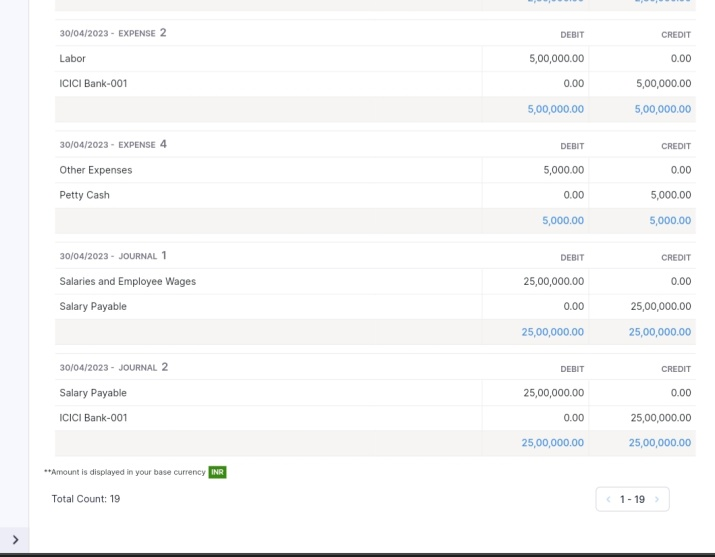 30/04/2023 - EXPENSE 2 DEBIT CREDIT
Labor 5,00,000.00 0.00
ICICI Bank-001 0.00 5,00,000.00
5,00,000.00 5,00,000.00
30/04/2023 - EXPENSE 4 DEBIT CREDIT
Other Expenses 5,000.00 0.00
Petty Cash 0.00 5,000.00
5,000.00 5,000.00
30/04/2023 - JOURNAL 1 DEBIT CREDIT
Salaries and Employee Wages 25,00,000.00 0.00
Salary Payable 0.00 25,00,000.00
25,00,000.00 25,00,000.00
30/04/2023 - JOURNAL 2 DEBIT CREDIT
Salary Payable 25,00,000.00 0.00
ICICI Bank-001 0.00 25,00,000.00
25,00,000.00 25,00,000.00
**Amount is displayed in your base currency INR
Total Count: 19 1 - 19